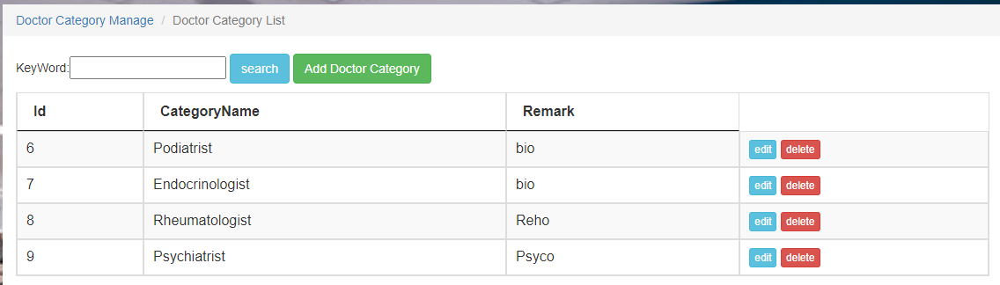 Doctor Category Manage / Doctor Category List
KeyWord: search Add Doctor Category
Id CategoryName Remark
6 Podiatrist bio edit delete
7 Endocrinologist bio edit delete
8 Rheumatologist Reho edit delete
9 Psychiatrist Psyco edit delete